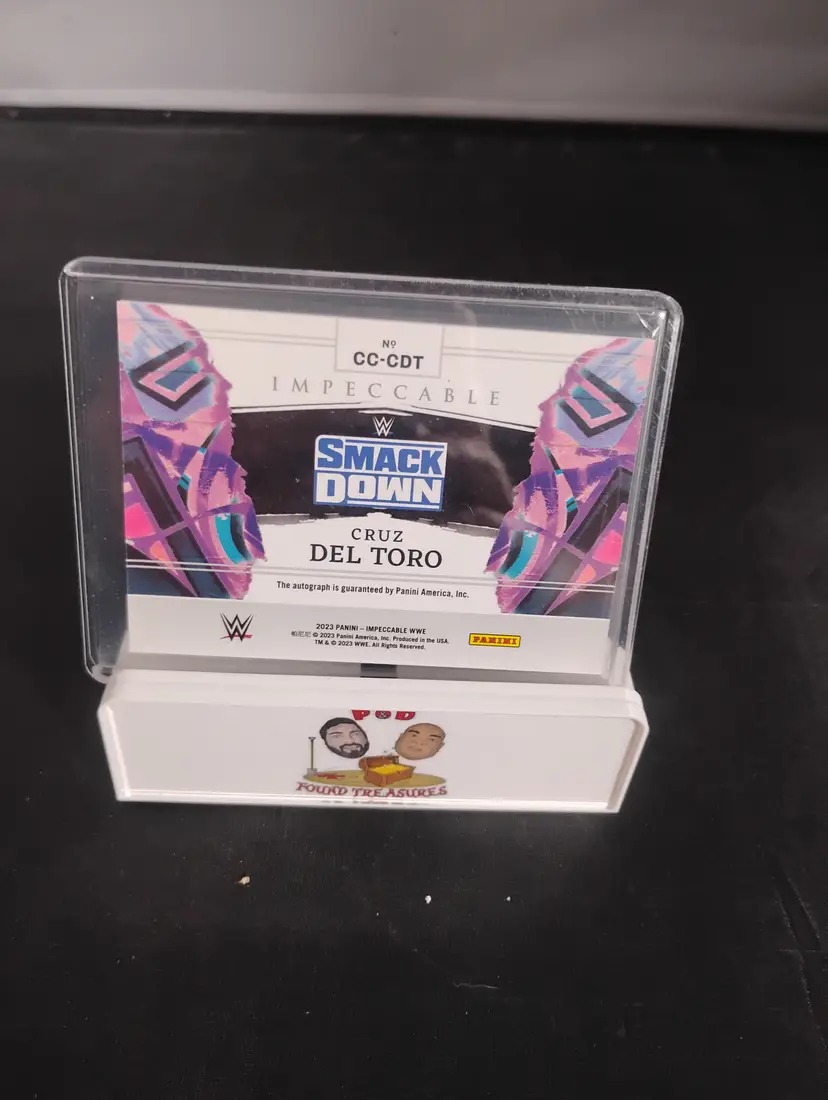 Nº
CC-CDT
IMPECCABLE
W
SMACK
DOWN
CRUZ
DEL TORO
The autograph is guaranteed by Panini America, Inc.
W
2023 PANINI – IMPECCABLE WWE
© 2023 Panini America, Inc. Produced in the USA.
TM & © 2023 WWE. All Rights Reserved.
PANINI
FOUND TREASURES